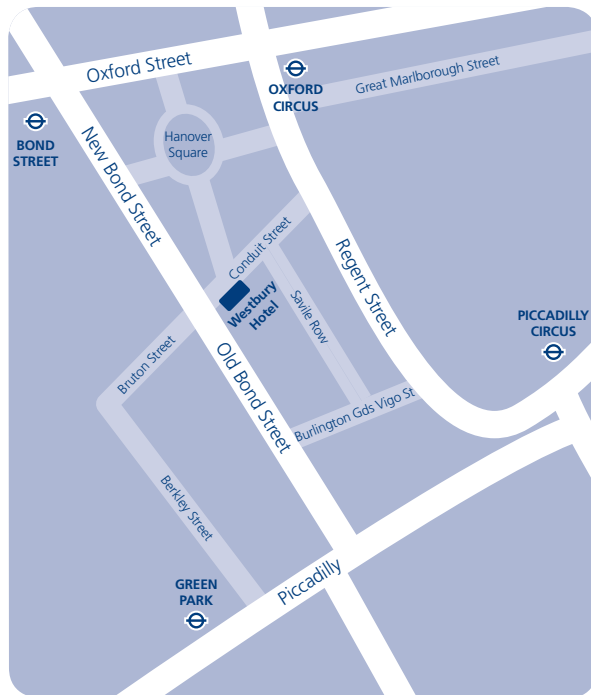 Oxford Street
OXFORD
CIRCUS
Great Marlborough Street
BOND
STREET
Hanover
Square
New Bond Street
Conduit Street
Regent Street
Westbury
Hotel
Savile Row
PICCADILLY
CIRCUS
Bruton Street
Old Bond Street
Burlington Gds Vigo St
Berkley Street
GREEN
PARK
Piccadilly